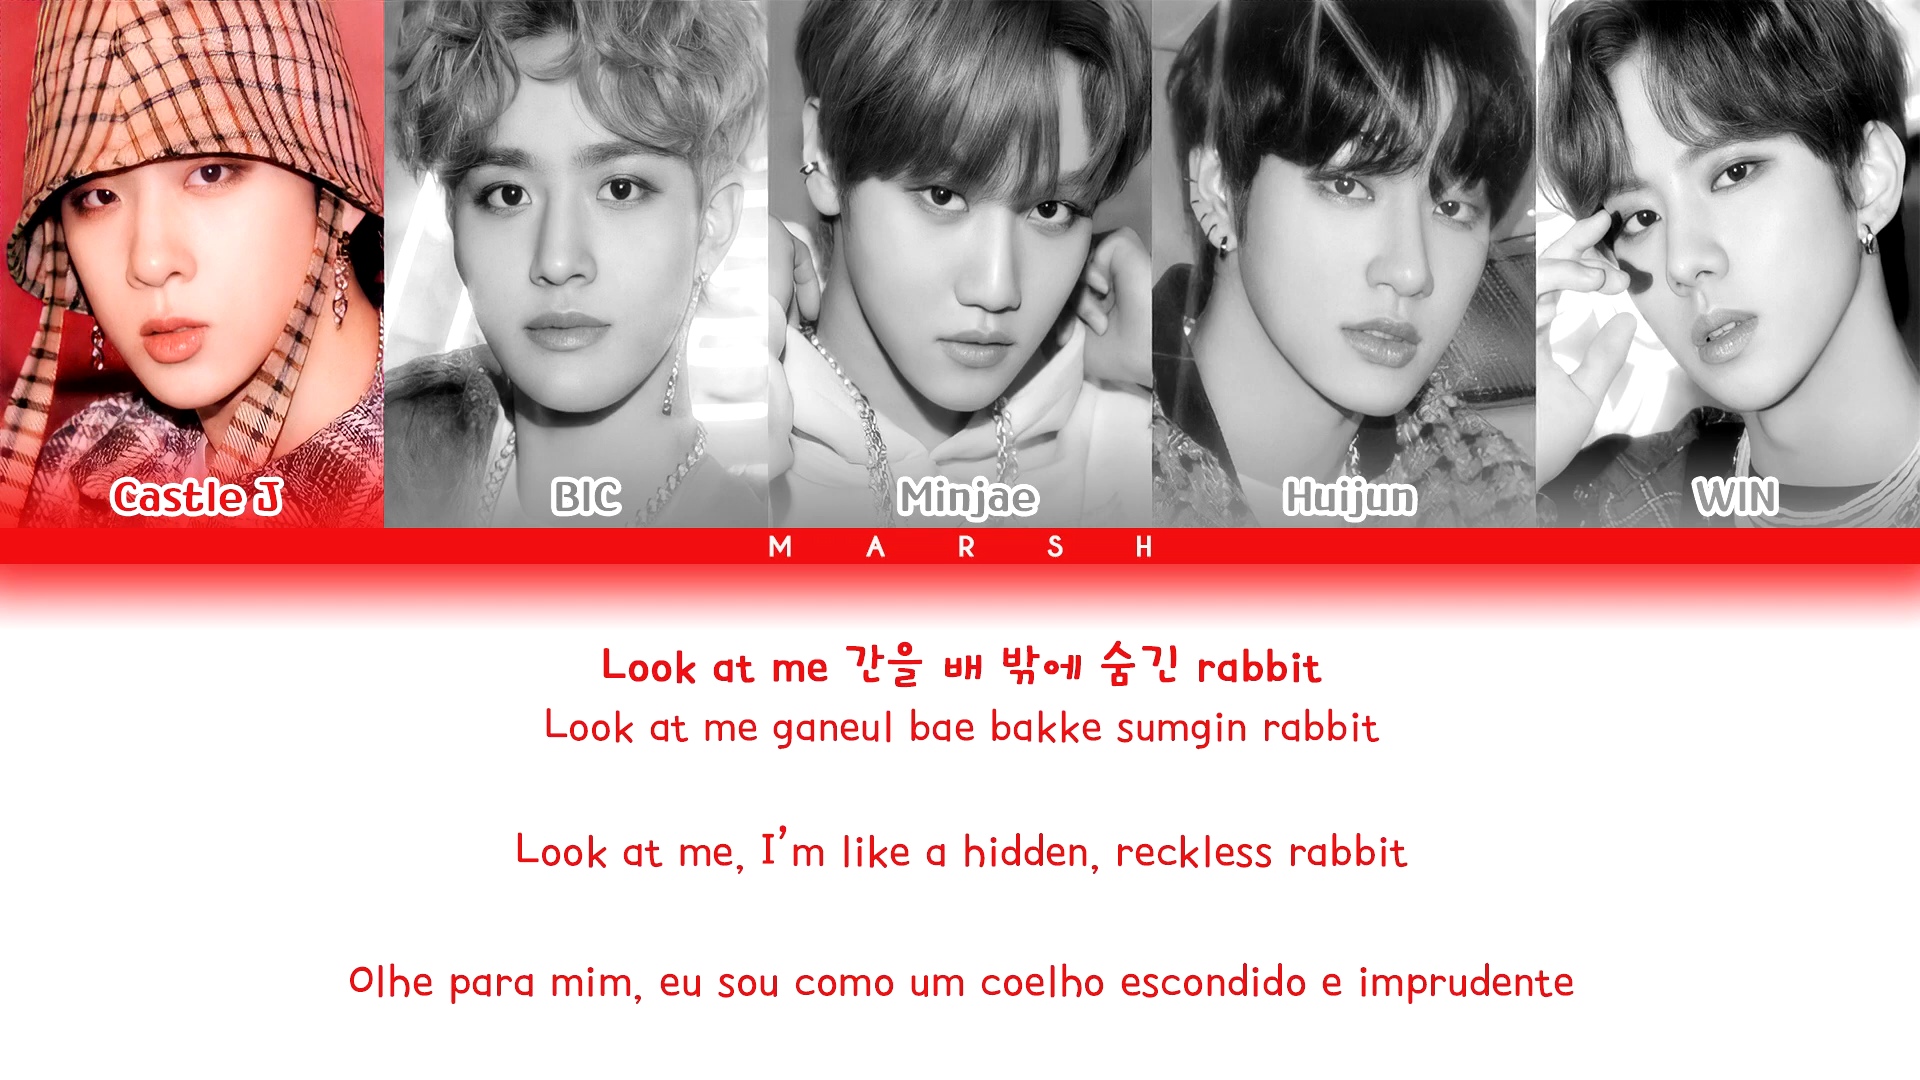 Castle J
BIC
Minjae
Huijun
WIN
MARSH
Look at me 간을 배 밖에 숨긴 rabbit
Look at me ganeul bae bakke sumgin rabbit
Look at me, I'm like a hidden, reckless rabbit
Olhe para mim, eu sou como um coelho escondido e imprudente